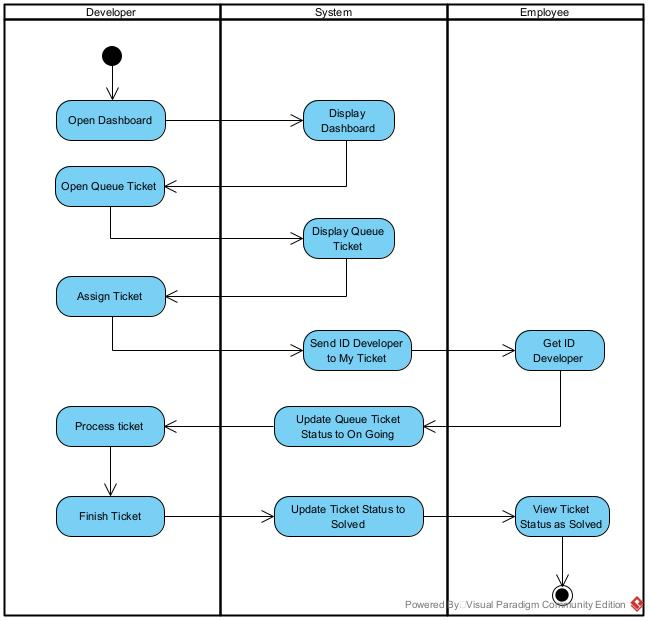 Developer
System
Employee
Open Dashboard
Display
Dashboard
Open Queue Ticket
Display Queue
Ticket
Assign Ticket
Send ID Developer
to My Ticket
Get ID
Developer
Process ticket
Update Queue Ticket
Status to On Going
Finish Ticket
Update Ticket Status to
Solved
View Ticket
Status as Solved
Powered By Visual Paradigm Community Edition